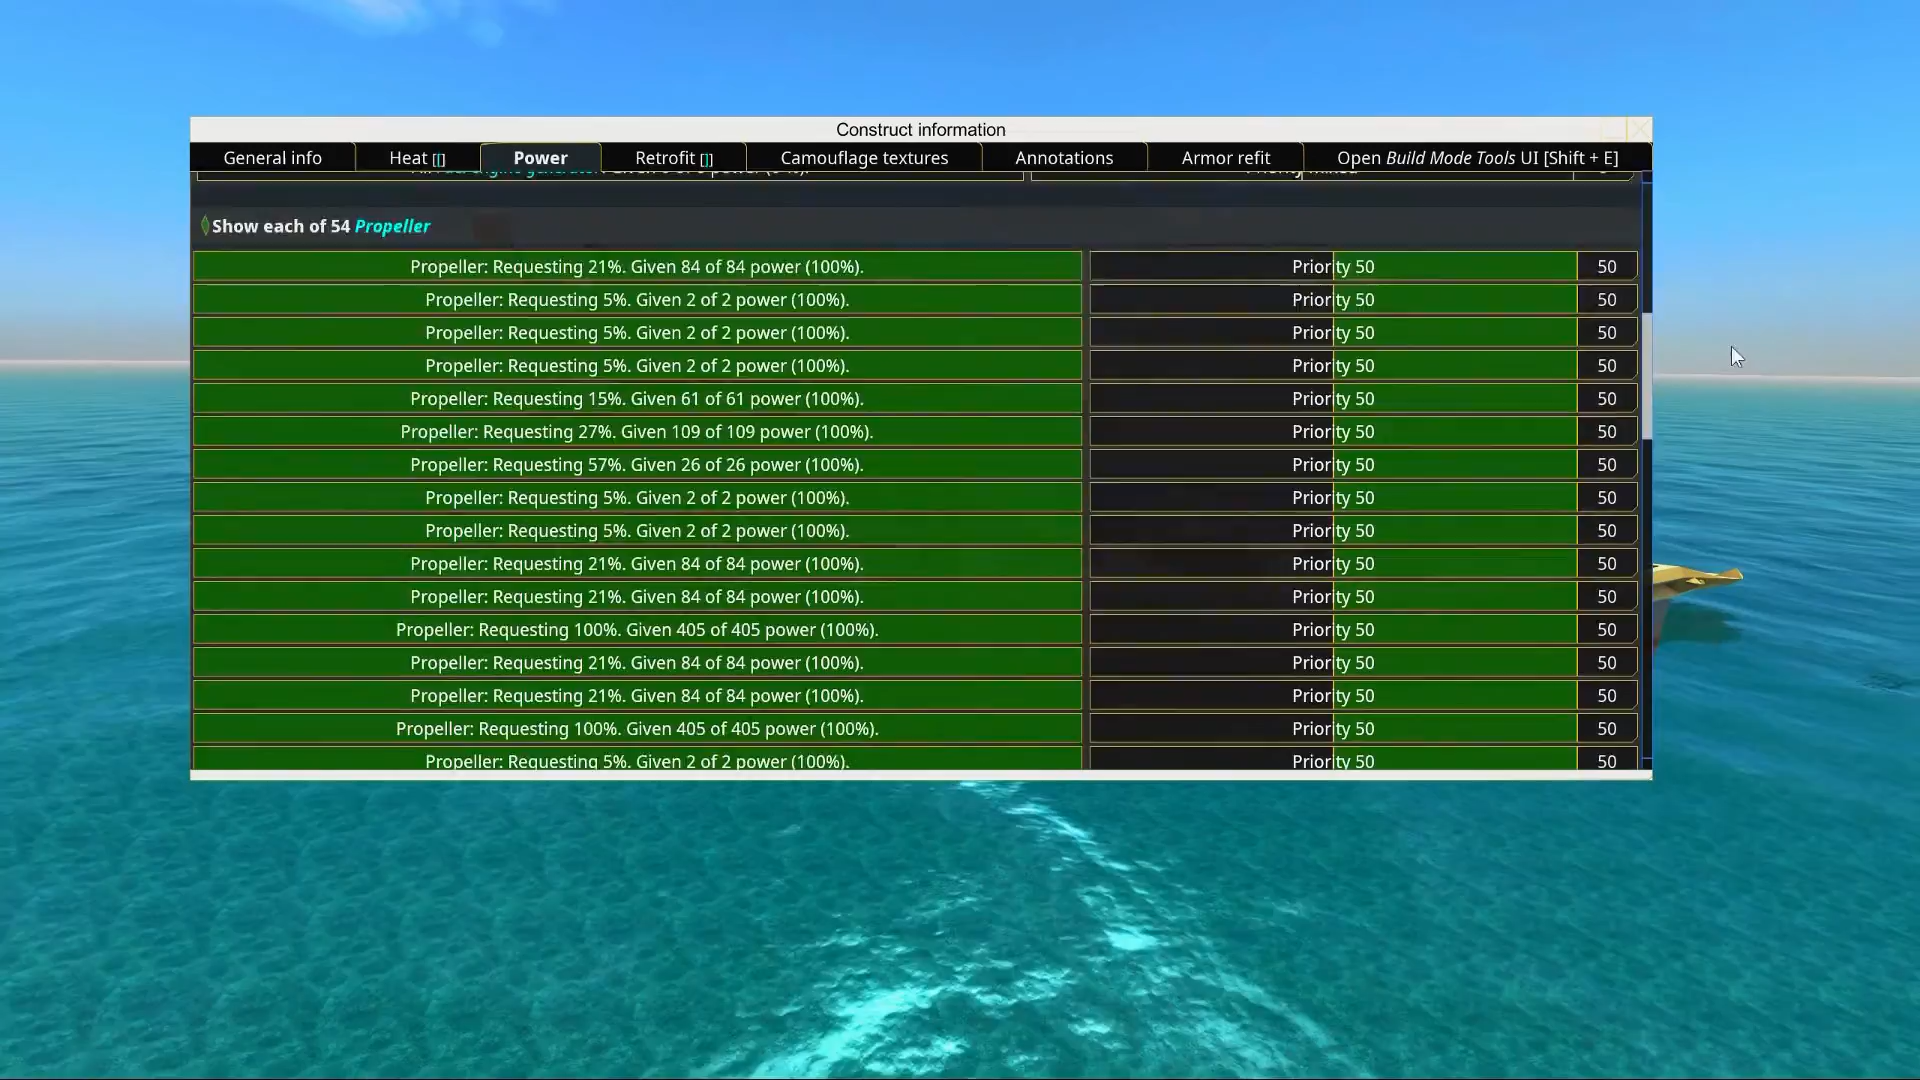 Construct information
General info Heat [] Power Retrofit [] Camouflage textures Annotations Armor refit Open Build Mode Tools UI [Shift + E]
Show each of 54 Propeller
Propeller: Requesting 21%. Given 84 of 84 power (100%). Priority 50 50
Propeller: Requesting 5%. Given 2 of 2 power (100%). Priority 50 50
Propeller: Requesting 5%. Given 2 of 2 power (100%). Priority 50 50
Propeller: Requesting 5%. Given 2 of 2 power (100%). Priority 50 50
Propeller: Requesting 15%. Given 61 of 61 power (100%). Priority 50 50
Propeller: Requesting 27%. Given 109 of 109 power (100%). Priority 50 50
Propeller: Requesting 57%. Given 26 of 26 power (100%). Priority 50 50
Propeller: Requesting 5%. Given 2 of 2 power (100%). Priority 50 50
Propeller: Requesting 5%. Given 2 of 2 power (100%). Priority 50 50
Propeller: Requesting 21%. Given 84 of 84 power (100%). Priority 50 50
Propeller: Requesting 21%. Given 84 of 84 power (100%). Priority 50 50
Propeller: Requesting 100%. Given 405 of 405 power (100%). Priority 50 50
Propeller: Requesting 21%. Given 84 of 84 power (100%). Priority 50 50
Propeller: Requesting 21%. Given 84 of 84 power (100%). Priority 50 50
Propeller: Requesting 100%. Given 405 of 405 power (100%). Priority 50 50
Propeller: Requesting 5%. Given 2 of 2 power (100%). Priority 50 50